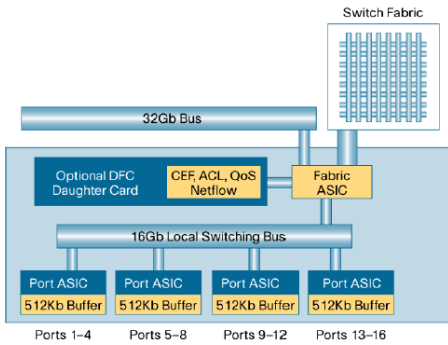 Switch Fabric
32Gb Bus
Optional DFC
Daughter Card
CEF, ACL, QoS
Netflow
Fabric
ASIC
16Gb Local Switching Bus
Port ASIC
512Kb Buffer
Port ASIC
512Kb Buffer
Port ASIC
512Kb Buffer
Port ASIC
512Kb Buffer
Ports 1–4
Ports 5–8
Ports 9–12
Ports 13–16